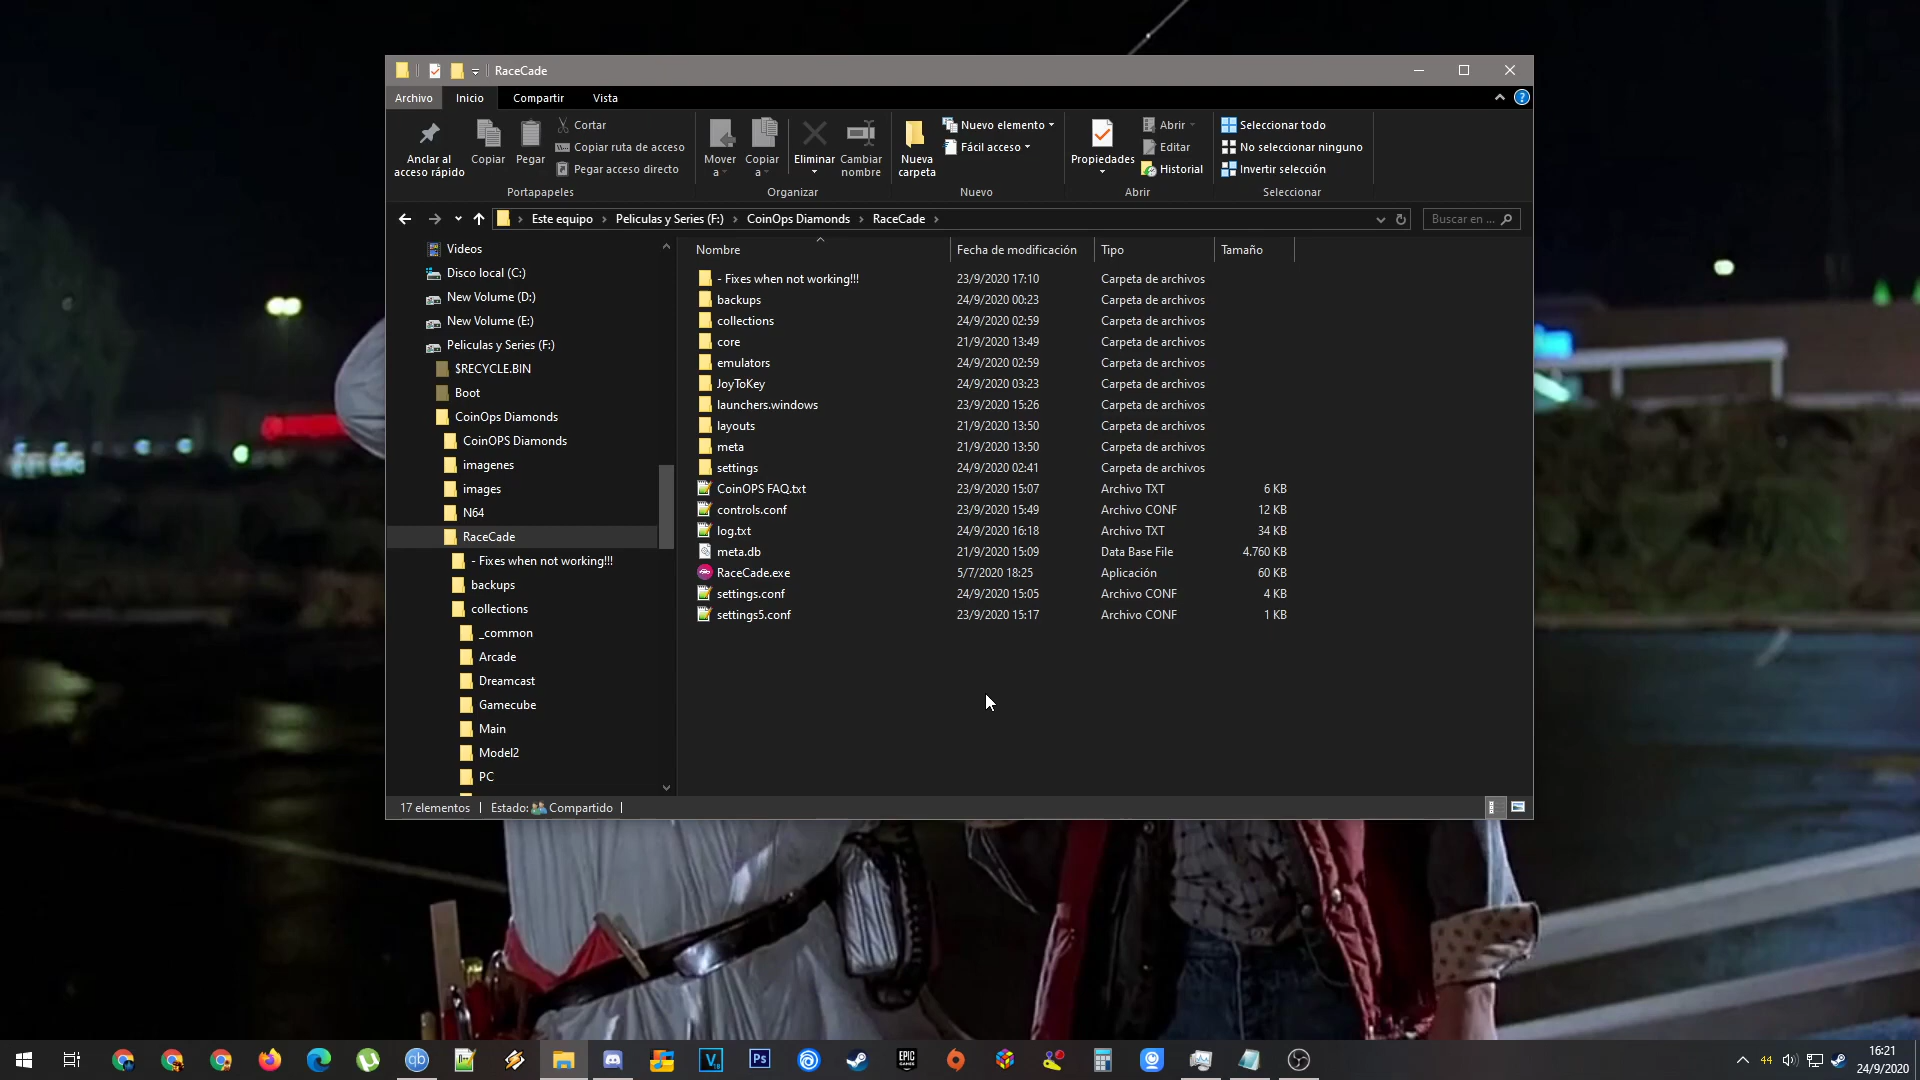 RaceCade
Archivo Inicio Compartir Vista
Anclar al acceso rápido
Copiar
Pegar
Cortar
Copiar ruta de acceso
Pegar acceso directo
Portapapeles
Mover a
Copiar a
Eliminar
Cambiar nombre
Organizar
Nueva carpeta
Nuevo elemento
Fácil acceso
Nuevo
Propiedades
Abrir
Editar
Historial
Abrir
Seleccionar todo
No seleccionar ninguno
Invertir selección
Seleccionar
Este equipo > Peliculas y Series (F:) > CoinOps Diamonds > RaceCade >
Buscar en ...
Videos
Disco local (C:)
New Volume (D:)
New Volume (E:)
Peliculas y Series (F:)
$RECYCLE.BIN
Boot
CoinOps Diamonds
CoinOPS Diamonds
imagenes
images
N64
RaceCade
- Fixes when not working!!!
backups
collections
_common
Arcade
Dreamcast
Gamecube
Main
Model2
PC
Nombre Fecha de modificación Tipo Tamaño
- Fixes when not working!!! 23/9/2020 17:10 Carpeta de archivos
backups 24/9/2020 00:23 Carpeta de archivos
collections 24/9/2020 02:59 Carpeta de archivos
core 21/9/2020 13:49 Carpeta de archivos
emulators 24/9/2020 02:59 Carpeta de archivos
JoyToKey 24/9/2020 03:23 Carpeta de archivos
launchers.windows 23/9/2020 15:26 Carpeta de archivos
layouts 21/9/2020 13:50 Carpeta de archivos
meta 21/9/2020 13:50 Carpeta de archivos
settings 24/9/2020 02:41 Carpeta de archivos
CoinOPS FAQ.txt 23/9/2020 15:07 Archivo TXT 6 KB
controls.conf 23/9/2020 15:49 Archivo CONF 12 KB
log.txt 24/9/2020 16:18 Archivo TXT 34 KB
meta.db 21/9/2020 15:09 Data Base File 4.760 KB
RaceCade.exe 5/7/2020 18:25 Aplicación 60 KB
settings.conf 24/9/2020 15:05 Archivo CONF 4 KB
settings5.conf 23/9/2020 15:17 Archivo CONF 1 KB
17 elementos Estado: Compartido
qb
V
Ps
EPIC
44
16:21
24/9/2020